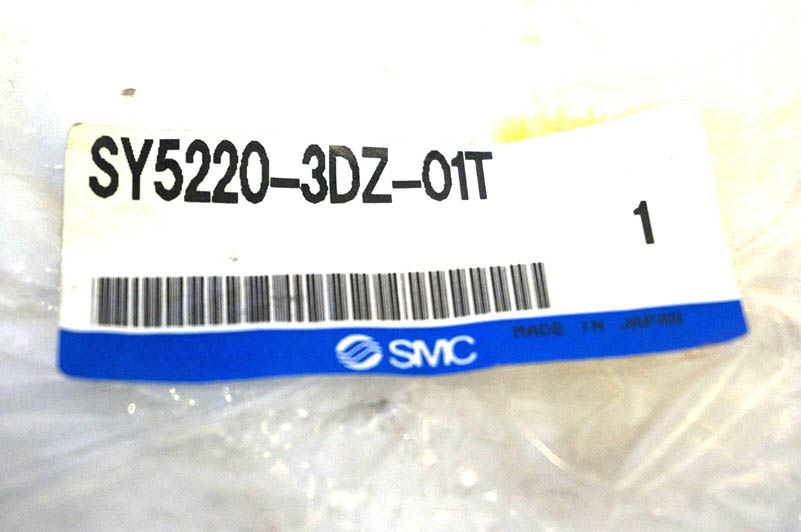 SY5220-3DZ-01T
1
MADE IN JAPAN
SMC